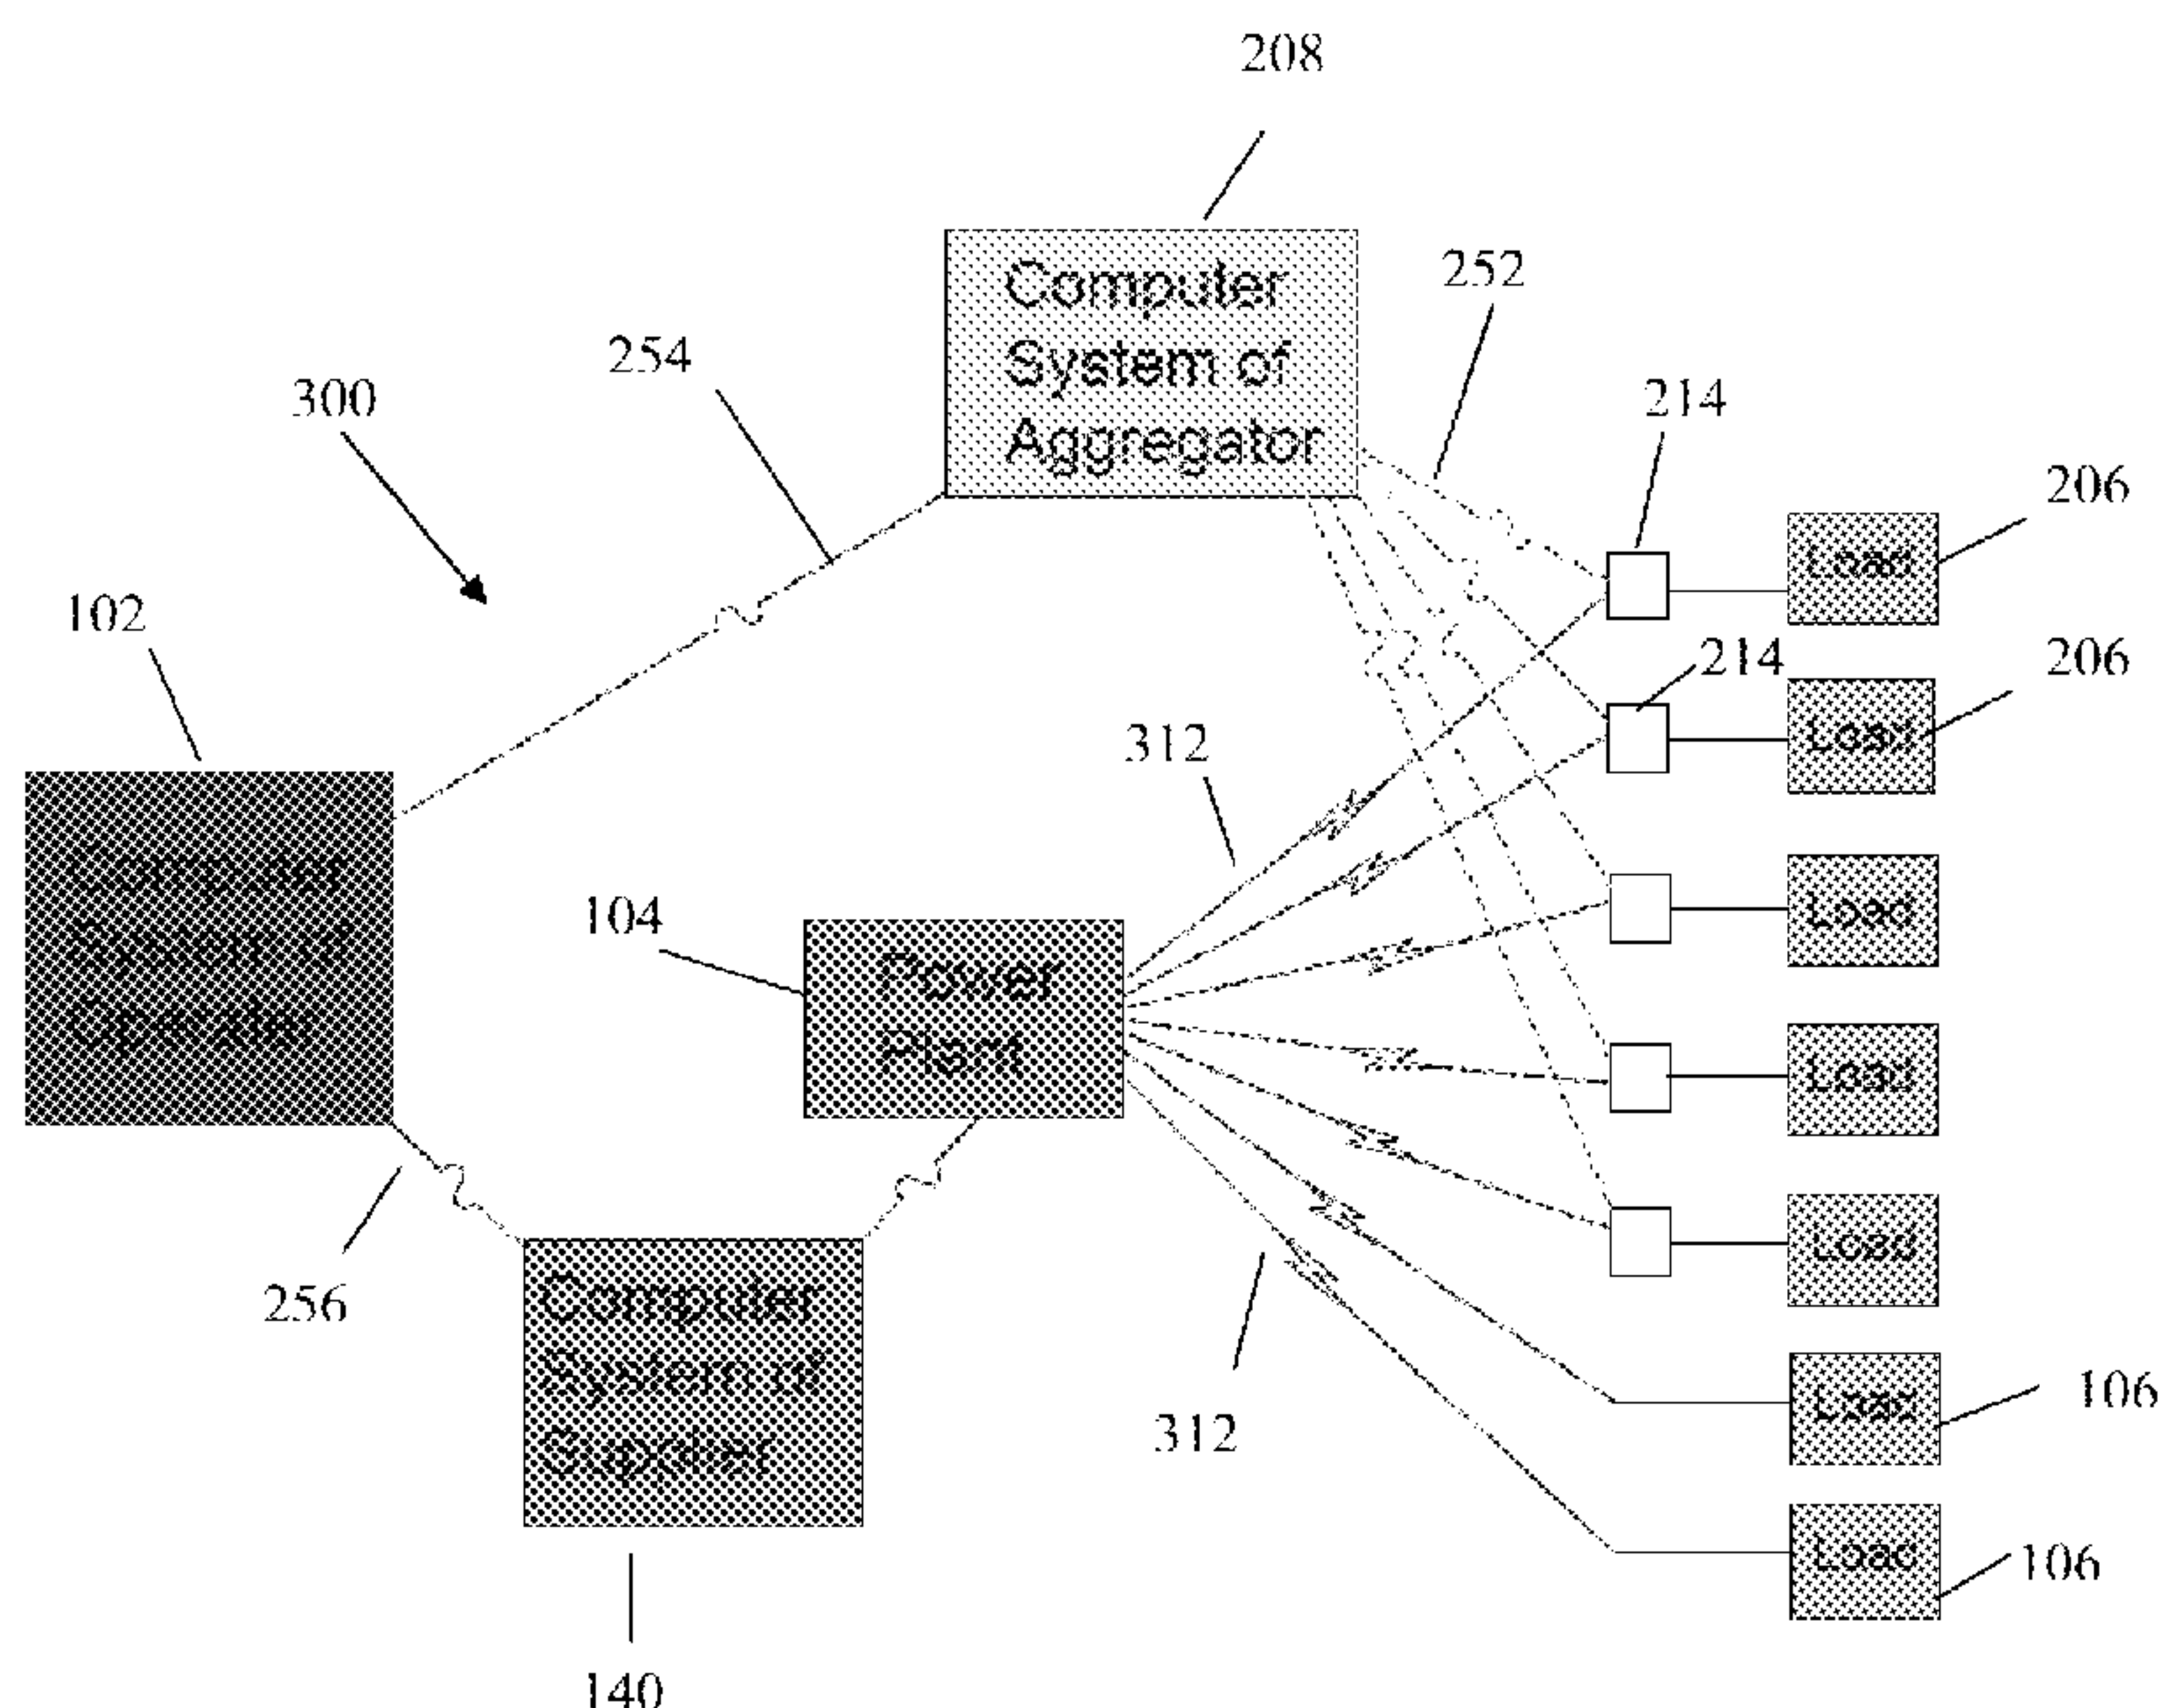 208
Computer
System of
Aggregator
252
254
300
214
206
Load
102
214
206
Load
312
Computer
System of
Operator
104
Power
Plant
Load
Load
256
Computer
System of
Supplier
Load
312
Load
106
Load
106
140